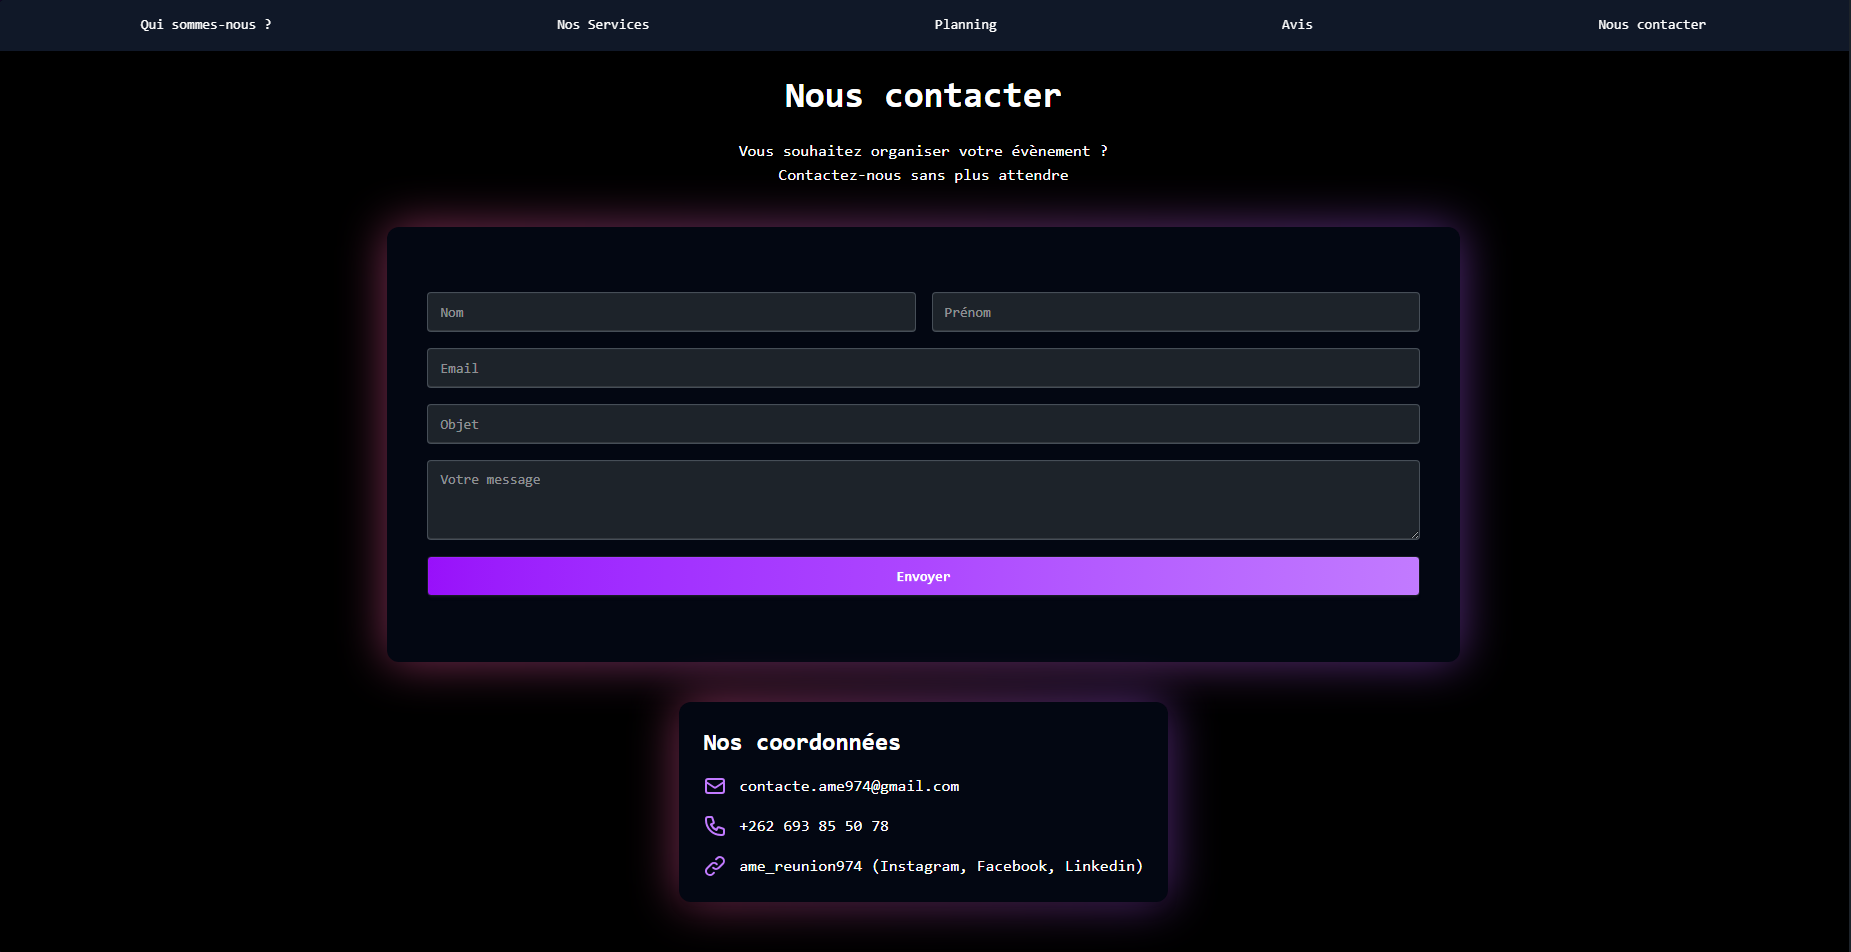 Qui sommes-nous ?
Nos Services
Planning
Avis
Nous contacter
Nous contacter
Vous souhaitez organiser votre évènement ?
Contactez-nous sans plus attendre
Nom
Prénom
Email
Objet
Votre message
Envoyer
Nos coordonnées
contacte.ame974@gmail.com
+262 693 85 50 78
ame_reunion974 (Instagram, Facebook, Linkedin)